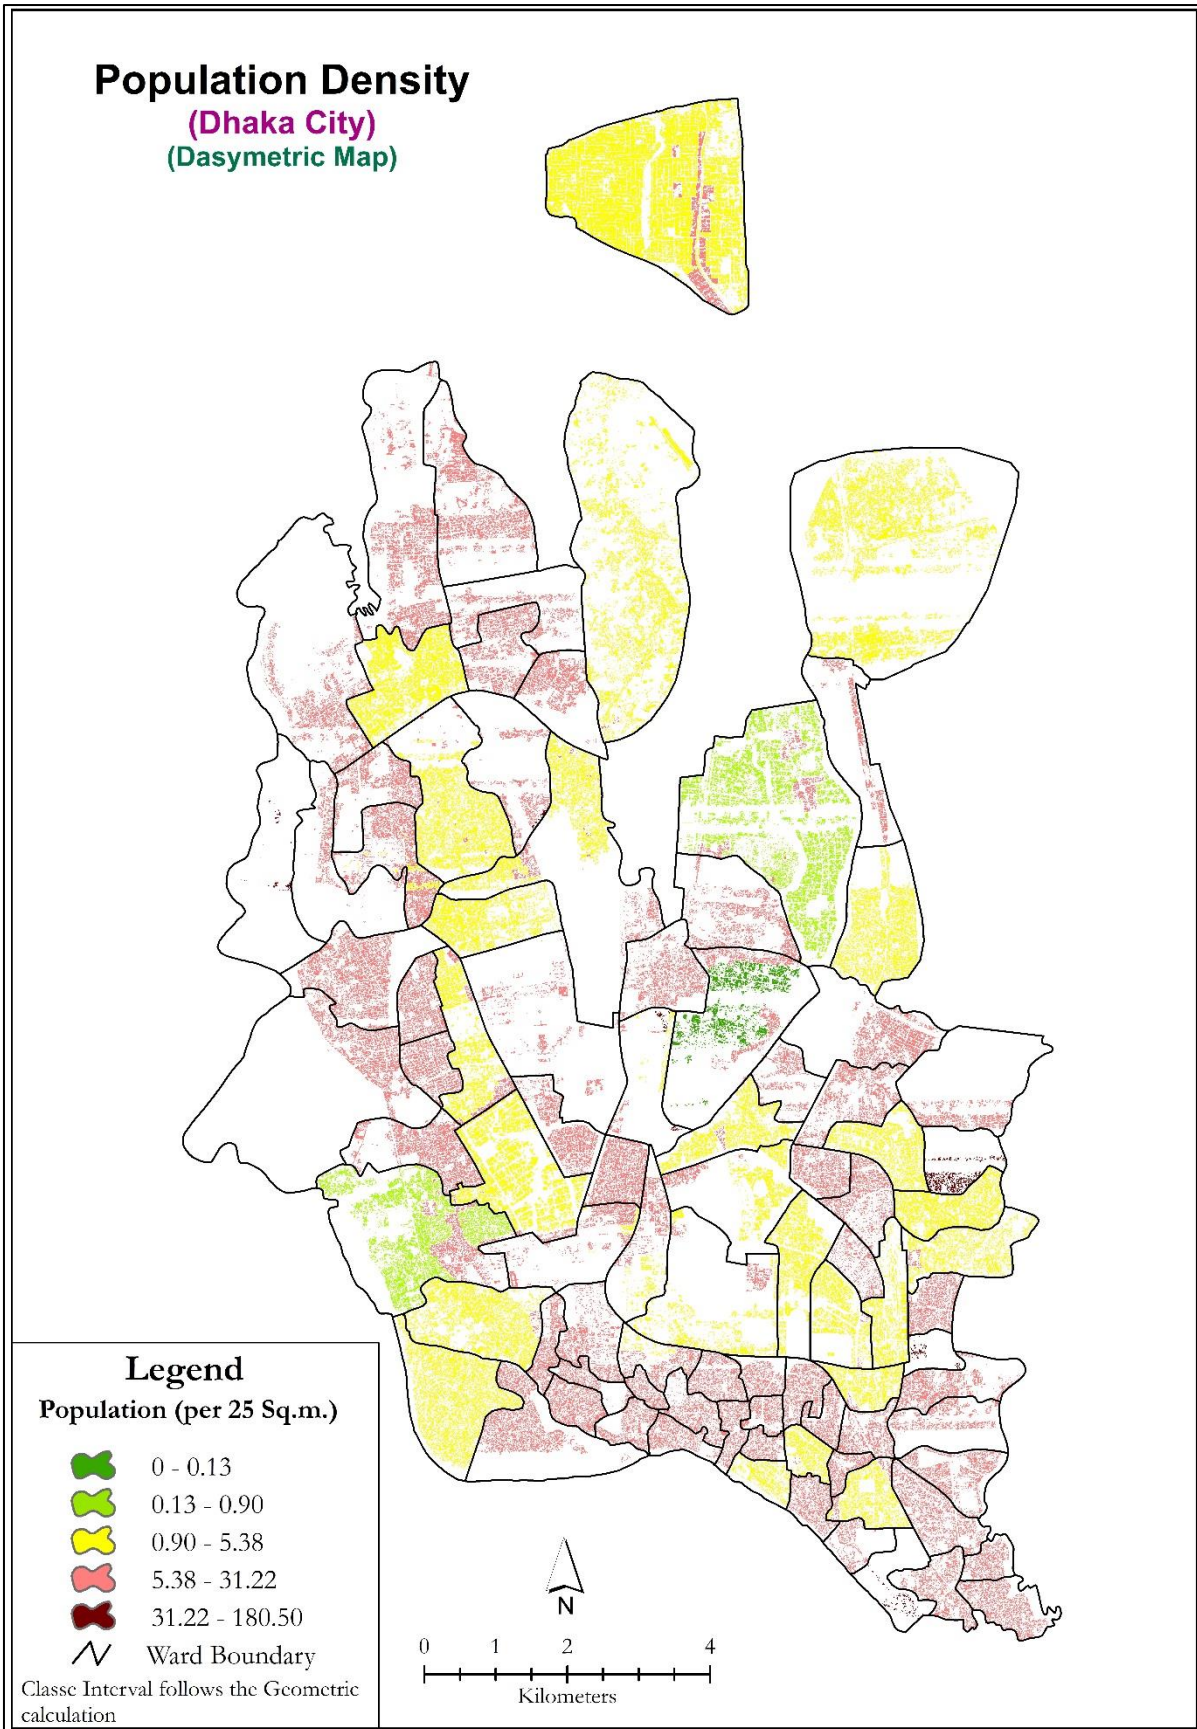 Population Density
(Dhaka City)
(Dasymetric Map)
Legend
Population (per 25 Sq.m.)
0 - 0.13
0.13 - 0.90
0.90 - 5.38
5.38 - 31.22
31.22 - 180.50
Ward Boundary
Classe Interval follows the Geometric
calculation
N
0 1 2 4
Kilometers